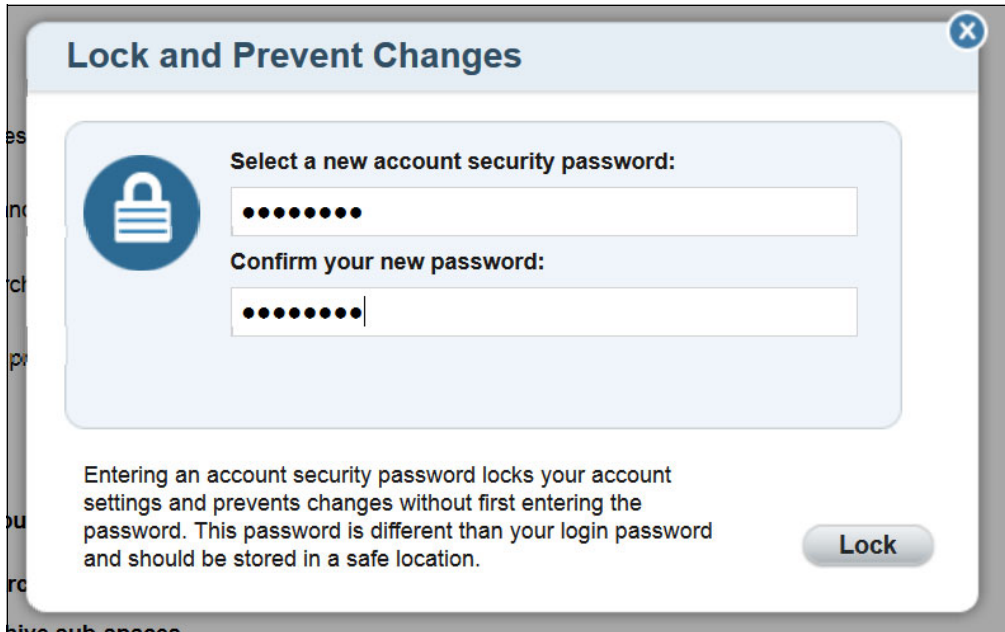 Lock and Prevent Changes
Select a new account security password:
●●●●●●●●
Confirm your new password:
●●●●●●●●
Entering an account security password locks your account
settings and prevents changes without first entering the
password. This password is different than your login password
and should be stored in a safe location.
Lock